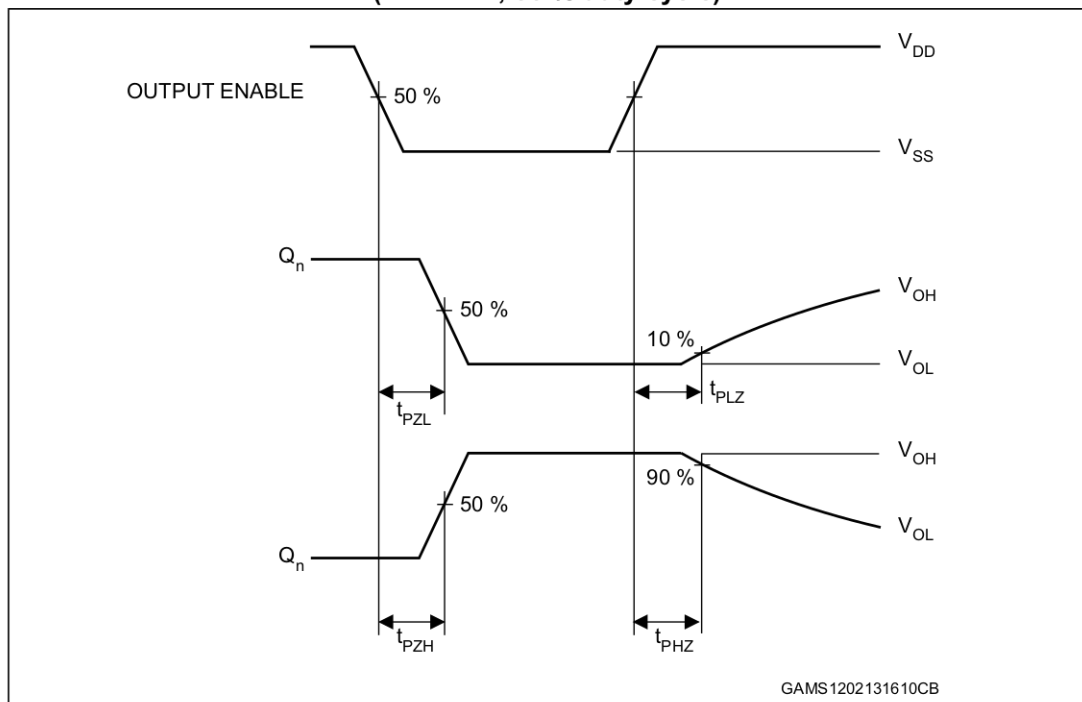 V_DD
OUTPUT ENABLE
50 %
V_SS
Q_n
50 %
10 %
V_OH
V_OL
t_PZL
t_PLZ
V_OH
90 %
50 %
V_OL
Q_n
t_PZH
t_PHZ
GAMS1202131610CB